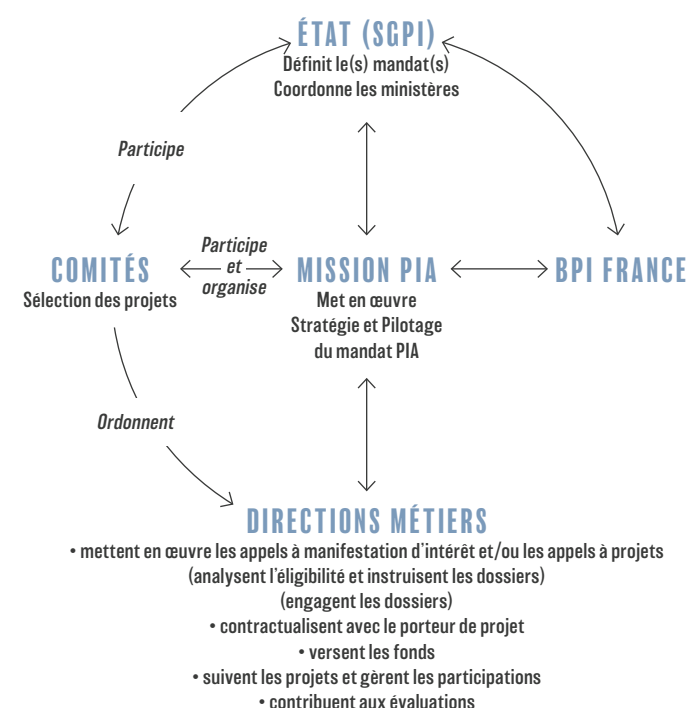 ÉTAT (SGPI)
Définit le(s) mandat(s)
Coordonne les ministères
Participe
COMITÉS
Sélection des projets
Participe
et
organise
MISSION PIA
Met en œuvre
Stratégie et Pilotage
du mandat PIA
BPI FRANCE
Ordonnent
DIRECTIONS MÉTIERS
• mettent en œuvre les appels à manifestation d'intérêt et/ou les appels à projets
(analysent l'éligibilité et instruisent les dossiers)
(engagent les dossiers)
• contractualisent avec le porteur de projet
• versent les fonds
• suivent les projets et gèrent les participations
• contribuent aux évaluations